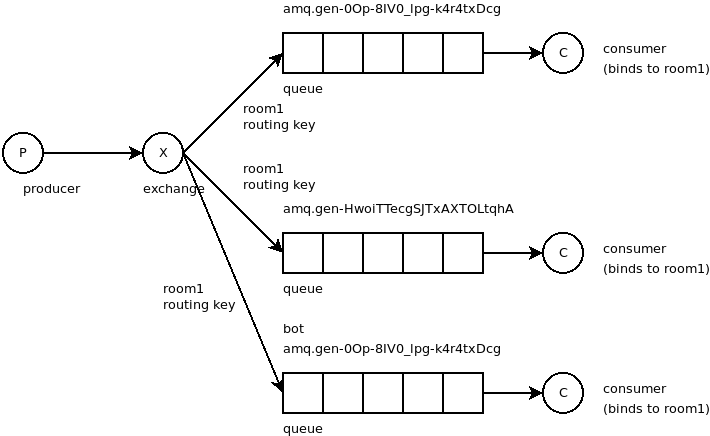 amq.gen-0Op-8IV0_lpg-k4r4txDcg
C
consumer
(binds to room1)
queue
room1
routing key
P
X
producer
exchange
room1
routing key
amq.gen-HwoiTTecgSJTxAXTOLtqhA
C
consumer
(binds to room1)
queue
room1
routing key
bot
amq.gen-0Op-8IV0_lpg-k4r4txDcg
C
consumer
(binds to room1)
queue